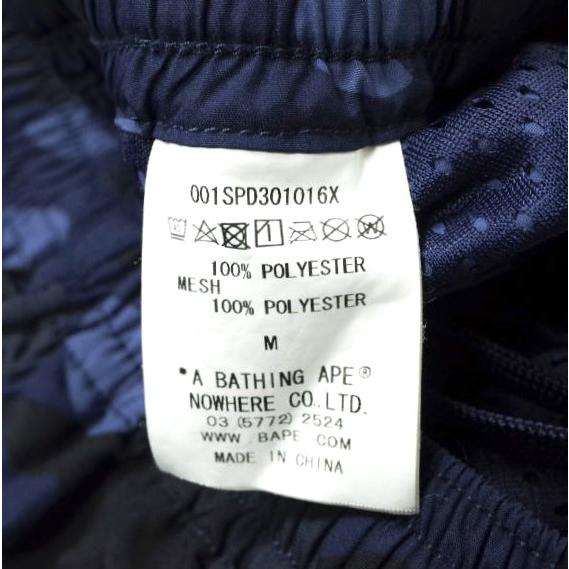 001SPD301016X
100% POLYESTER
MESH
100% POLYESTER
M
*A BATHING APE®
NOWHERE CO.,LTD.
03 (5772) 2524
WWW.BAPE.COM
MADE IN CHINA